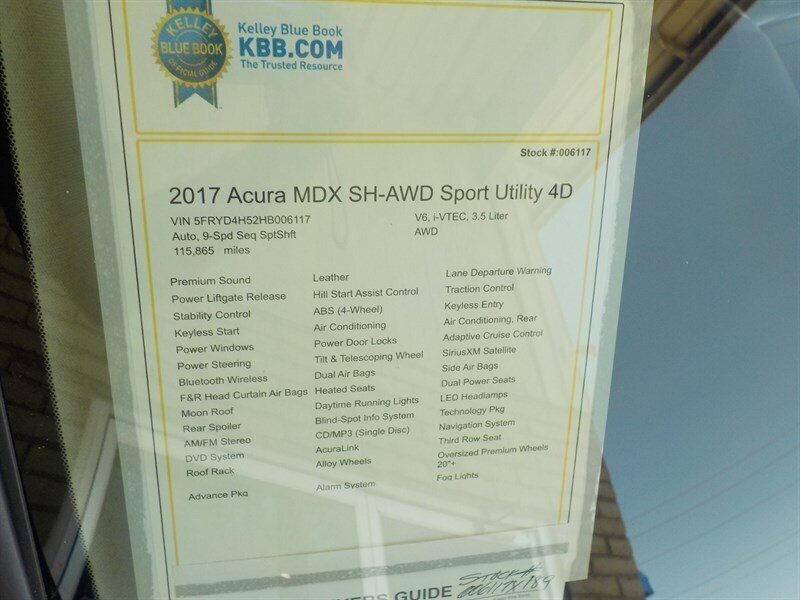 KELLEY
BLUE BOOK
OFFICIAL GUIDE
Kelley Blue Book
KBB.COM
The Trusted Resource
Stock #:006117
2017 Acura MDX SH-AWD Sport Utility 4D
VIN 5FRYD4H52HB006117
V6, i-VTEC, 3.5 Liter
Auto, 9-Spd Seq SptShft
AWD
115,865 miles
Premium Sound
Power Liftgate Release
Stability Control
Keyless Start
Power Windows
Power Steering
Bluetooth Wireless
F&R Head Curtain Air Bags
Moon Roof
Rear Spoiler
AM/FM Stereo
DVD System
Roof Rack
Advance Pkg
Leather
Hill Start Assist Control
ABS (4-Wheel)
Air Conditioning
Power Door Locks
Tilt & Telescoping Wheel
Dual Air Bags
Heated Seats
Daytime Running Lights
Blind-Spot Info System
CD/MP3 (Single Disc)
AcuraLink
Alloy Wheels
Alarm System
Lane Departure Warning
Traction Control
Keyless Entry
Air Conditioning, Rear
Adaptive Cruise Control
SiriusXM Satellite
Side Air Bags
Dual Power Seats
LED Headlamps
Technology Pkg
Navigation System
Third Row Seat
Oversized Premium Wheels
20"+
Fog Lights
GUIDE
STOCK#